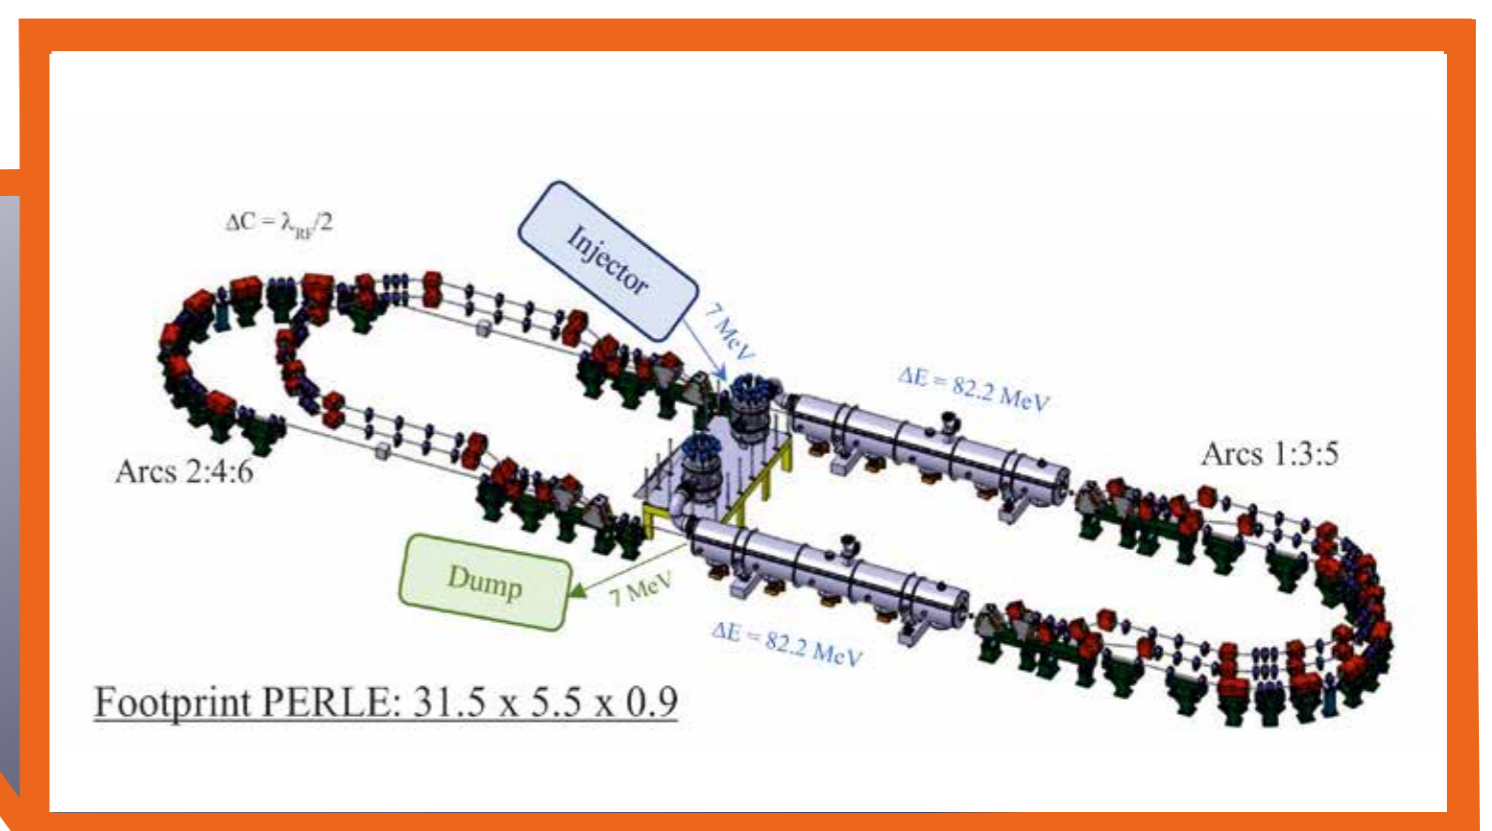 ΔC = λRF/2
Injector
7 MeV
ΔE = 82.2 MeV
Arcs 1:3:5
Arcs 2:4:6
Dump
7 MeV
ΔE = 82.2 MeV
Footprint PERLE: 31.5 x 5.5 x 0.9